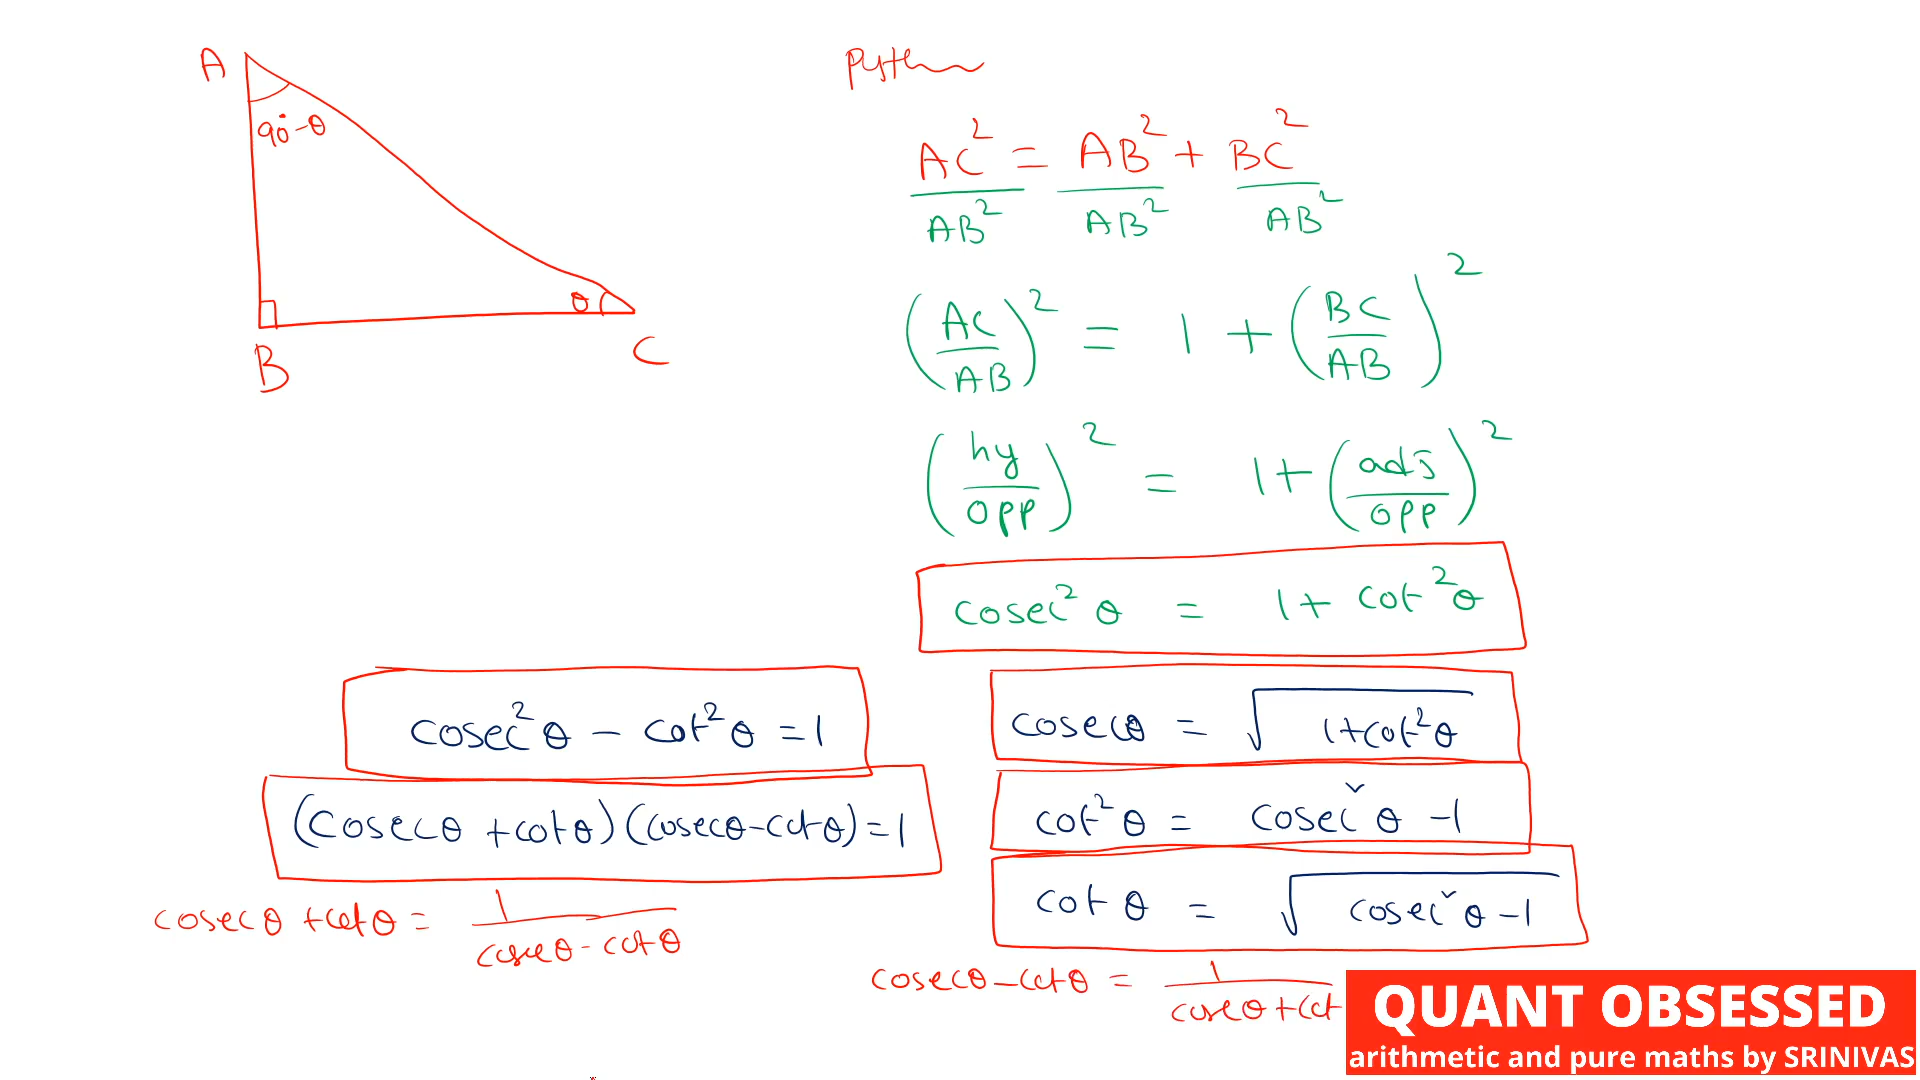 A
90°-θ
θ
B
C
AC² = AB² + BC²
AB² AB² AB²
(AC/AB)² = 1 + (BC/AB)²
(hy/opp)² = 1 + (adj/opp)²
cosec²θ = 1 + cot²θ
cosec²θ - cot²θ = 1
(cosecθ + cotθ)(cosecθ - cotθ) = 1
cosecθ + cotθ = 1/(cosecθ - cotθ)
cosecθ = √(1+cot²θ)
cot²θ = cosec²θ - 1
cotθ = √(cosec²θ - 1)
cosecθ - cotθ = 1/(cosecθ + cot
QUANT OBSESSED
arithmetic and pure maths by SRINIVAS